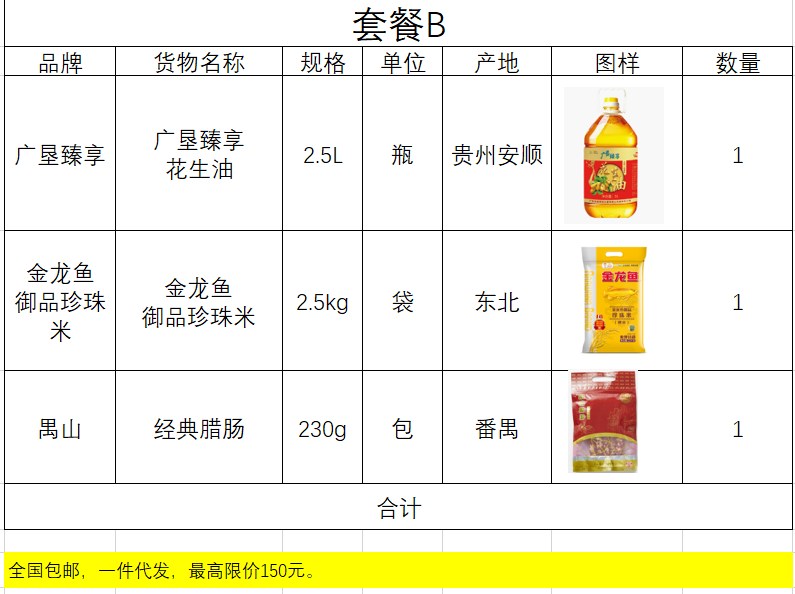 套餐B
品牌 货物名称 规格 单位 产地 图样 数量
广垦臻享 广垦臻享 花生油 2.5L 瓶 贵州安顺 1
金龙鱼 御品珍珠 米 金龙鱼 御品珍珠米 2.5kg 袋 东北 1
金龙鱼
禺山 经典腊肠 230g 包 番禺 1
合计
全国包邮，一件代发，最高限价150元。